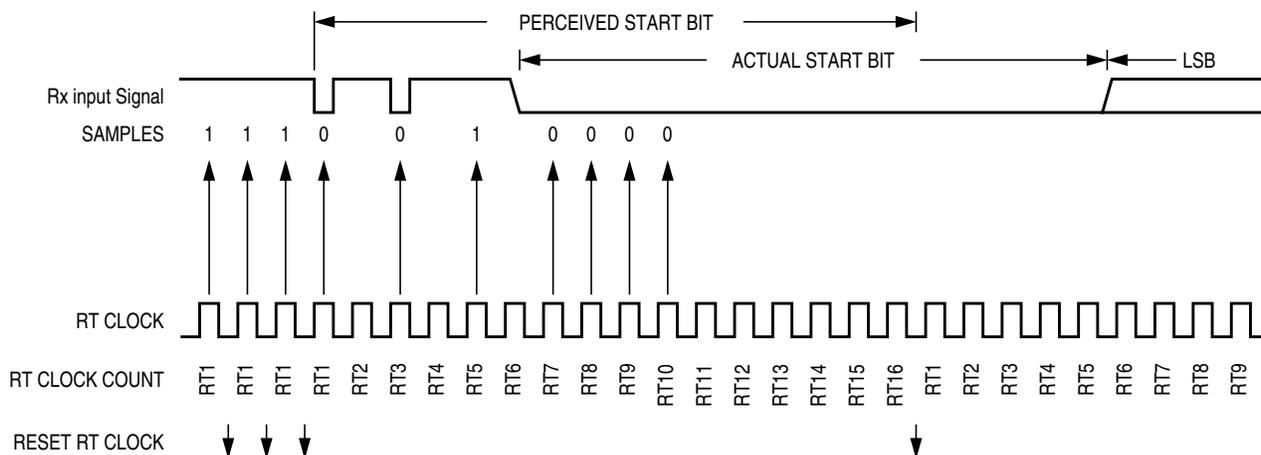 PERCEIVED START BIT
ACTUAL START BIT
LSB
Rx input Signal
SAMPLES 1 1 1 0 0 1 0 0 0 0
RT CLOCK
RT CLOCK COUNT RT1 RT1 RT1 RT1 RT2 RT3 RT4 RT5 RT6 RT7 RT8 RT9 RT10 RT11 RT12 RT13 RT14 RT15 RT16 RT1 RT2 RT3 RT4 RT5 RT6 RT7 RT8 RT9
RESET RT CLOCK